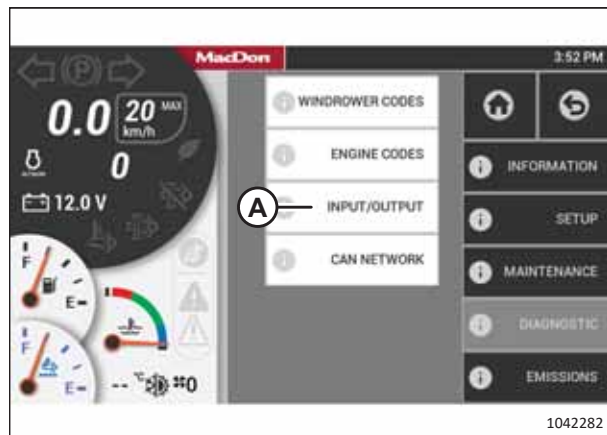 MacDon
3:52 PM
(P)
0.0
20 MAX
km/h
0
12.0 V
F
E
F
E
-- °C
0
WINDROWER CODES
ENGINE CODES
A
INPUT/OUTPUT
CAN NETWORK
INFORMATION
SETUP
MAINTENANCE
DIAGNOSTIC
EMISSIONS
1042282